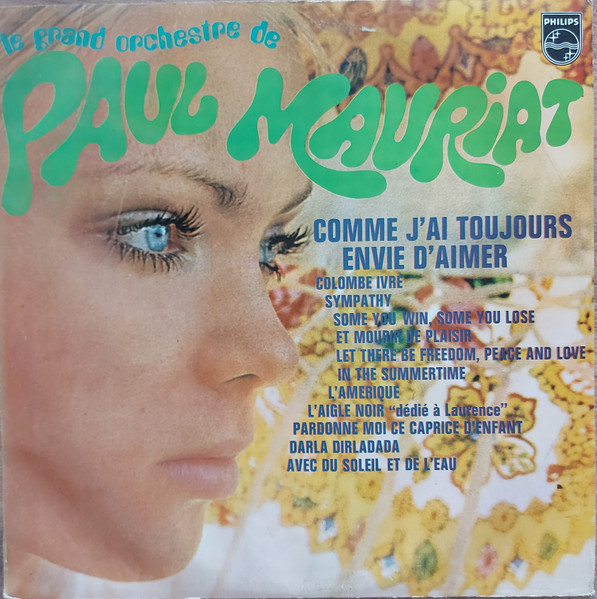 le grand orchestre de
PAUL MAURIAT
PHILIPS
COMME J'AI TOUJOURS
ENVIE D'AIMER
COLOMBE IVRE
SYMPATHY
SOME YOU WIN, SOME YOU LOSE
ET MOURIR DE PLAISIR
LET THERE BE FREEDOM, PEACE AND LOVE
IN THE SUMMERTIME
L'AMERIQUE
L'AIGLE NOIR "dédié à Laurence"
PARDONNE MOI CE CAPRICE D'ENFANT
DARLA DIRLADADA
AVEC DU SOLEIL ET DE L'EAU